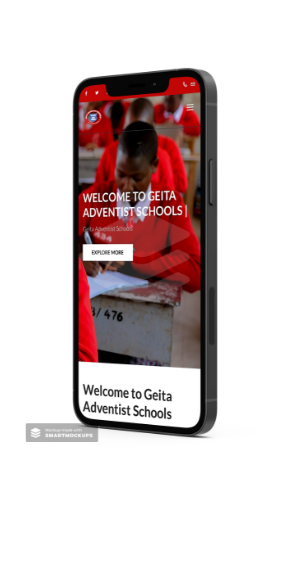 WELCOME TO GEITA
ADVENTIST SCHOOLS |
Geita Adventist Schools
EXPLORE MORE
/ 476
Welcome to Geita
Adventist Schools
Mockup made with
SMARTMOCKUPS